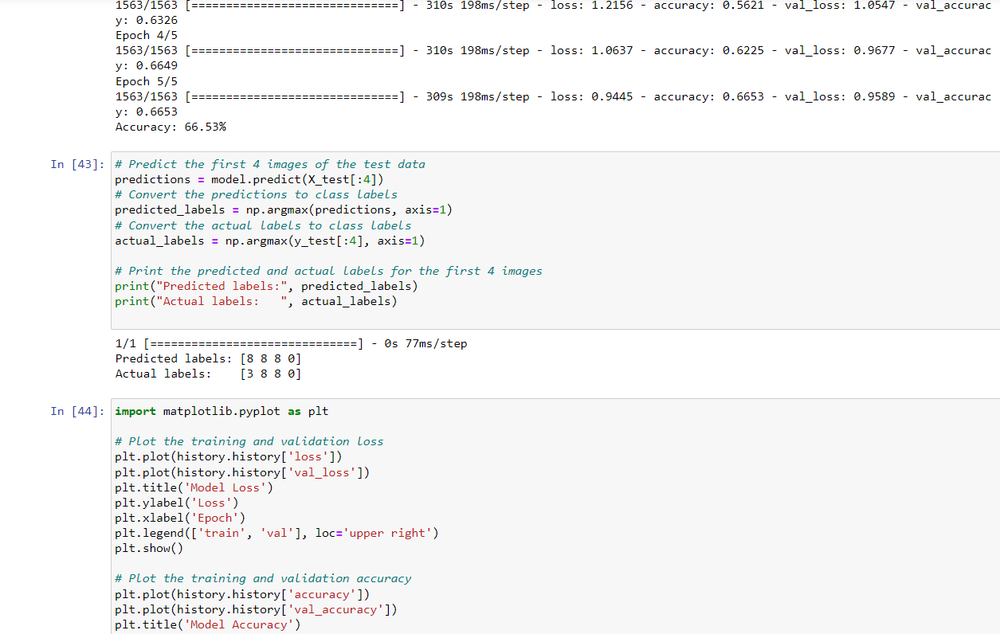 1563/1563 [==============================] - 310s 198ms/step - loss: 1.2156 - accuracy: 0.5621 - val_loss: 1.0547 - val_accurac
y: 0.6326
Epoch 4/5
1563/1563 [==============================] - 310s 198ms/step - loss: 1.0637 - accuracy: 0.6225 - val_loss: 0.9677 - val_accurac
y: 0.6649
Epoch 5/5
1563/1563 [==============================] - 309s 198ms/step - loss: 0.9445 - accuracy: 0.6653 - val_loss: 0.9589 - val_accurac
y: 0.6653
Accuracy: 66.53%
In [43]: # Predict the first 4 images of the test data
predictions = model.predict(X_test[:4])
# Convert the predictions to class labels
predicted_labels = np.argmax(predictions, axis=1)
# Convert the actual labels to class labels
actual_labels = np.argmax(y_test[:4], axis=1)
# Print the predicted and actual labels for the first 4 images
print("Predicted labels:", predicted_labels)
print("Actual labels:   ", actual_labels)
1/1 [==============================] - 0s 77ms/step
Predicted labels: [8 8 8 0]
Actual labels:    [3 8 8 0]
In [44]: import matplotlib.pyplot as plt
# Plot the training and validation loss
plt.plot(history.history['loss'])
plt.plot(history.history['val_loss'])
plt.title('Model Loss')
plt.ylabel('Loss')
plt.xlabel('Epoch')
plt.legend(['train', 'val'], loc='upper right')
plt.show()
# Plot the training and validation accuracy
plt.plot(history.history['accuracy'])
plt.plot(history.history['val_accuracy'])
plt.title('Model Accuracy')